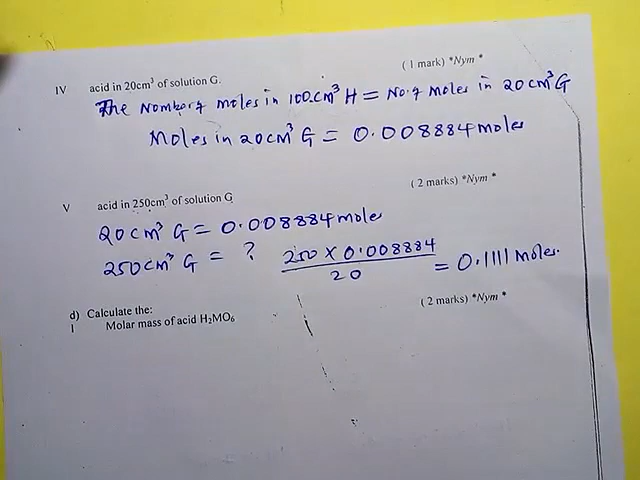 ( 1 mark) *Nym *
IV acid in 20cm³ of solution G.
The Nomber of moles in 100cm³ H = No. of moles in 20cm³ G
Moles in 20cm³ G = 0.008884 moles
( 2 marks) *Nym *
V acid in 250cm³ of solution G
20cm³ G = 0.008884 mole
250cm³ G = ? 250 X 0.008884
20
= 0.1111 moles.
( 2 marks) *Nym *
d) Calculate the:
I Molar mass of acid H₂MO₆